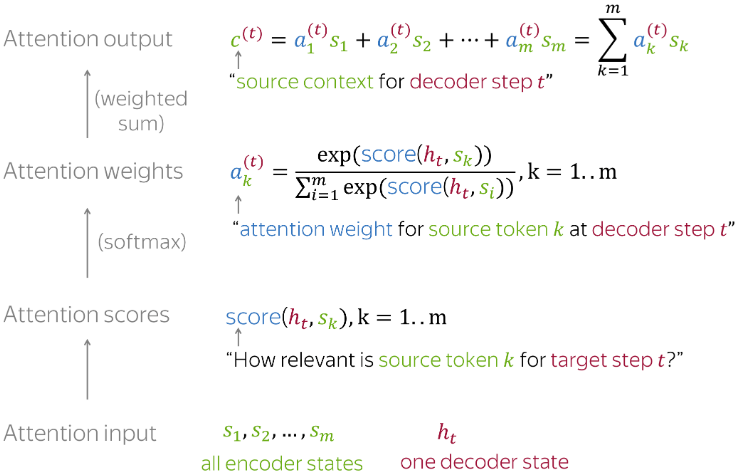 Attention output c^(t) = a_1^(t) s_1 + a_2^(t) s_2 + ⋯ + a_m^(t) s_m = ∑_{k=1}^{m} a_k^(t) s_k
“source context for decoder step t”
(weighted
sum)
Attention weights a_k^(t) = exp(score(h_t, s_k)) / ∑_{i=1}^{m} exp(score(h_t, s_i)), k = 1..m
“attention weight for source token k at decoder step t”
(softmax)
Attention scores score(h_t, s_k), k = 1..m
“How relevant is source token k for target step t?”
Attention input s_1, s_2, …, s_m h_t
all encoder states one decoder state